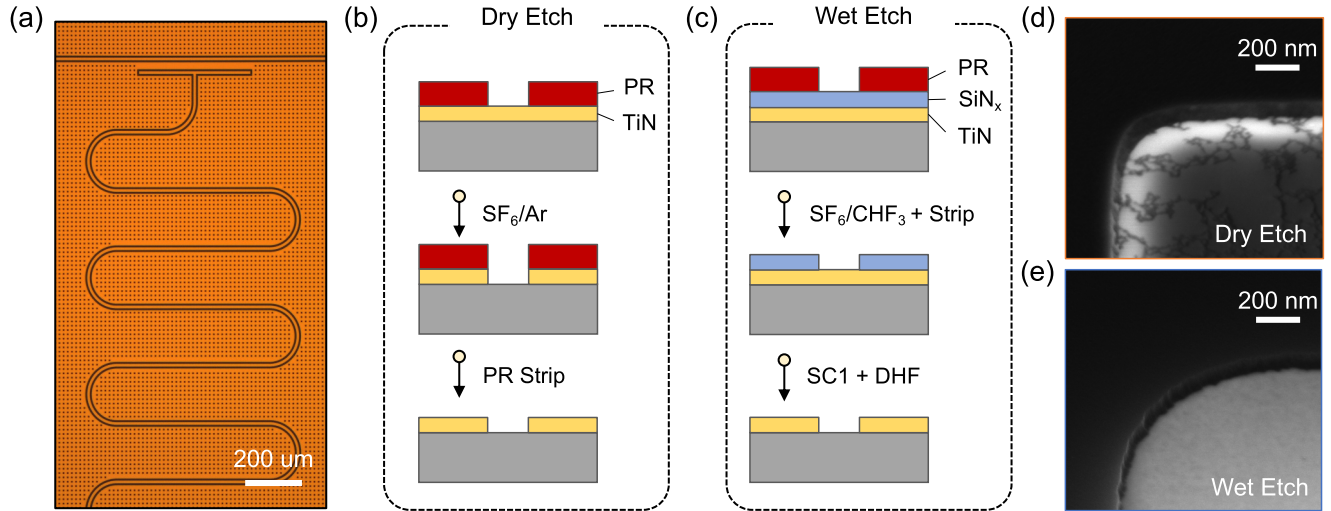 (a)
200 um
(b)
Dry Etch
PR
TiN
SF₆/Ar
PR Strip
(c)
Wet Etch
PR
SiNₓ
TiN
SF₆/CHF₃ + Strip
SC1 + DHF
(d)
200 nm
Dry Etch
(e)
200 nm
Wet Etch